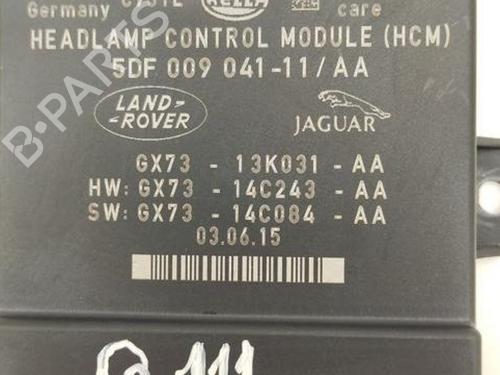 Germany
HELLA
care
HEADLAMP CONTROL MODULE (HCM)
5DF 009 041-11/AA
LAND-
ROVER
JAGUAR
GX73 - 13K031 - AA
HW: GX73 - 14C243 - AA
SW: GX73 - 14C084 - AA
03.06.15
B-PARTS